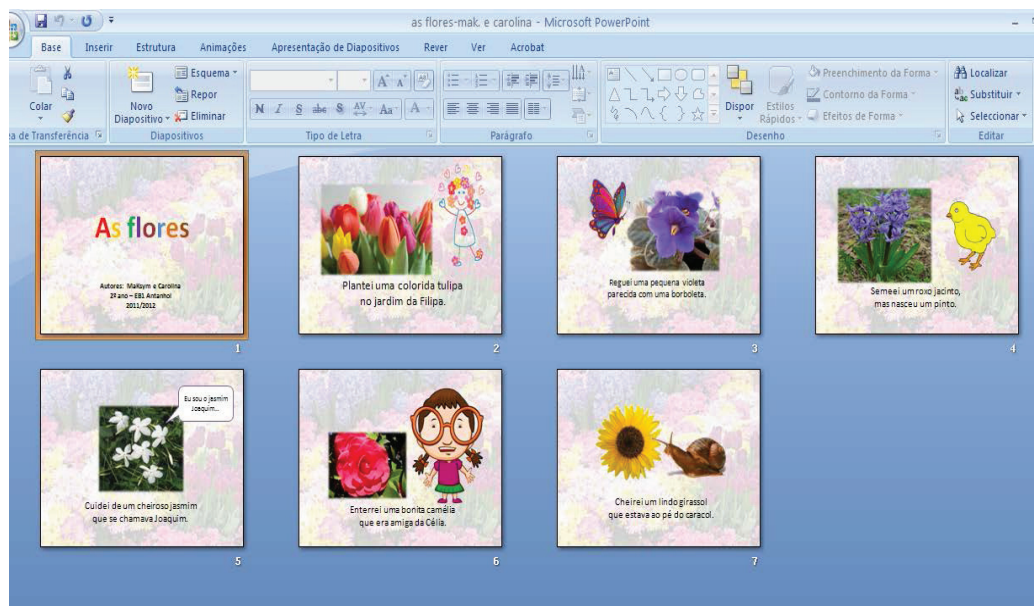 as flores-mak. e carolina - Microsoft PowerPoint
Base Inserir Estrutura Animações Apresentação de Diapositivos Rever Ver Acrobat
Colar
Novo
Diapositivo
Esquema
Repor
Eliminar
N I S abc S AV Aa A
Dispor
Estilos
Rápidos
Preenchimento da Forma
Contorno da Forma
Efeitos de Forma
Localizar
Substituir
Seleccionar
a de Transferência Diapositivos Tipo de Letra Parágrafo Desenho Editar
As flores
Autores: Maksym e Carolina
2º ano – EB1 Antanhol
2011/2012
1
Plantei uma colorida tulipa
no jardim da Filipa.
2
Reguei uma pequena violeta
parecida com uma borboleta.
3
Semeei um roxo jacinto,
mas nasceu um pinto.
4
Eu sou o jasmim
Joaquim...
Cuidei de um cheiroso jasmim
que se chamava Joaquim.
5
Enterrei uma bonita camélia
que era amiga da Célia.
6
Cheirei um lindo girassol
que estava ao pé do caracol.
7